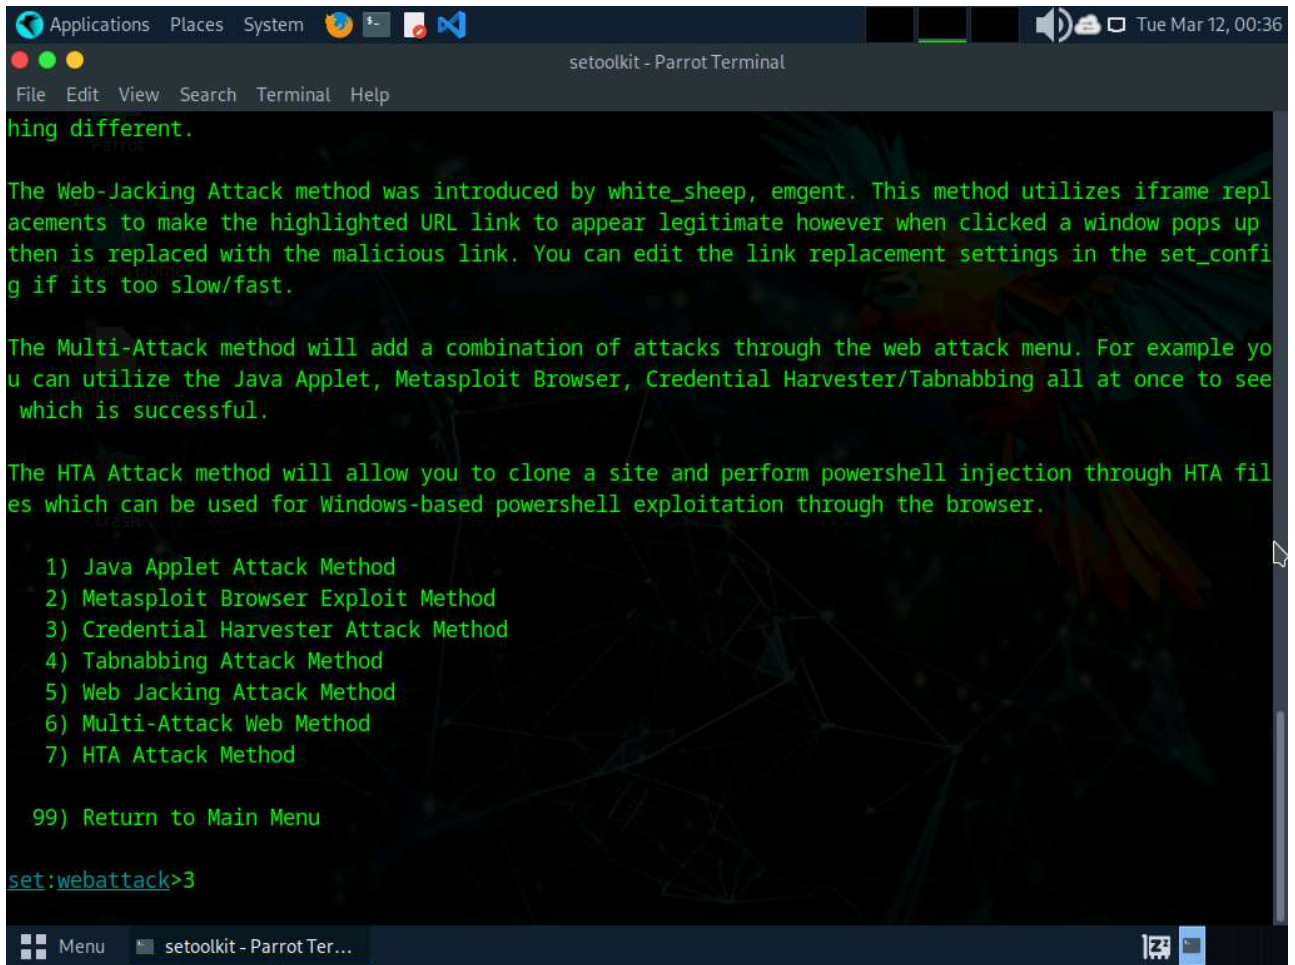 Applications Places System Tue Mar 12, 00:36
setoolkit - Parrot Terminal
File Edit View Search Terminal Help
hing different.
The Web-Jacking Attack method was introduced by white_sheep, emgent. This method utilizes iframe repl
acements to make the highlighted URL link to appear legitimate however when clicked a window pops up
then is replaced with the malicious link. You can edit the link replacement settings in the set_confi
g if its too slow/fast.
The Multi-Attack method will add a combination of attacks through the web attack menu. For example yo
u can utilize the Java Applet, Metasploit Browser, Credential Harvester/Tabnabbing all at once to see
which is successful.
The HTA Attack method will allow you to clone a site and perform powershell injection through HTA fil
es which can be used for Windows-based powershell exploitation through the browser.
1) Java Applet Attack Method
2) Metasploit Browser Exploit Method
3) Credential Harvester Attack Method
4) Tabnabbing Attack Method
5) Web Jacking Attack Method
6) Multi-Attack Web Method
7) HTA Attack Method
99) Return to Main Menu
set:webattack>3
Menu setoolkit - Parrot Ter...